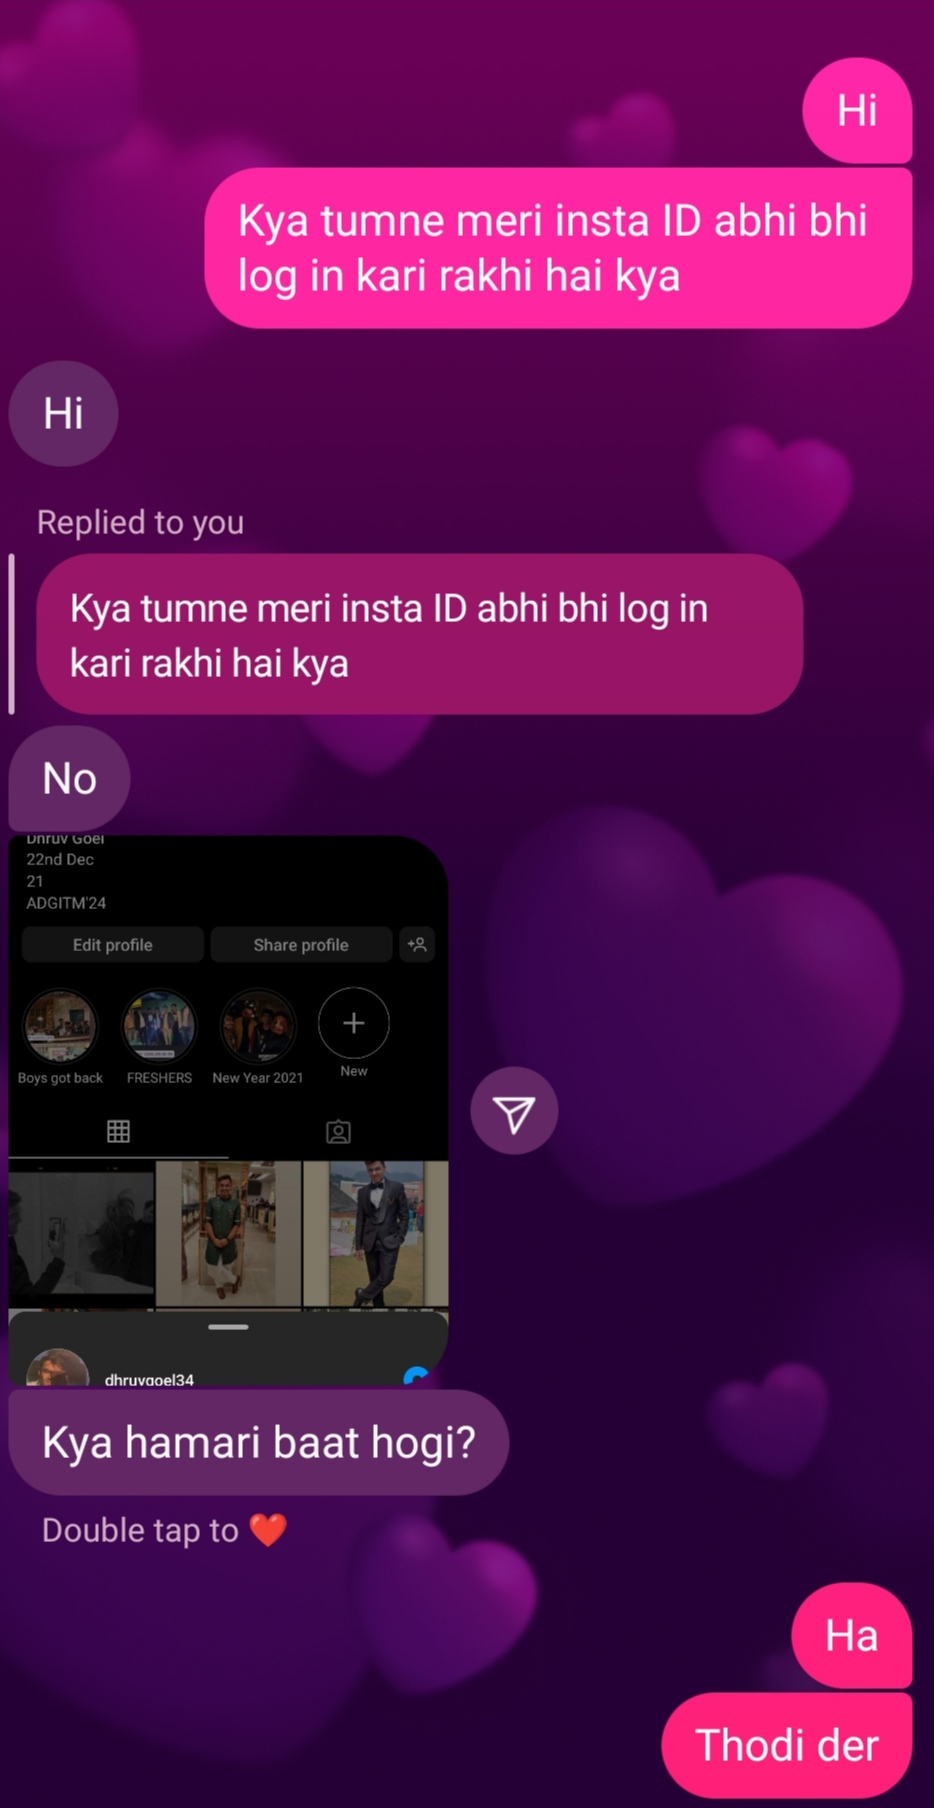 Hi
Kya tumne meri insta ID abhi bhi
log in kari rakhi hai kya
Hi
Replied to you
Kya tumne meri insta ID abhi bhi log in
kari rakhi hai kya
No
Dhruv Goel
22nd Dec
21
ADGITM'24
Edit profile
Share profile
Boys got back
FRESHERS
New Year 2021
New
dhruvgoel34
Kya hamari baat hogi?
Double tap to ❤️
Ha
Thodi der